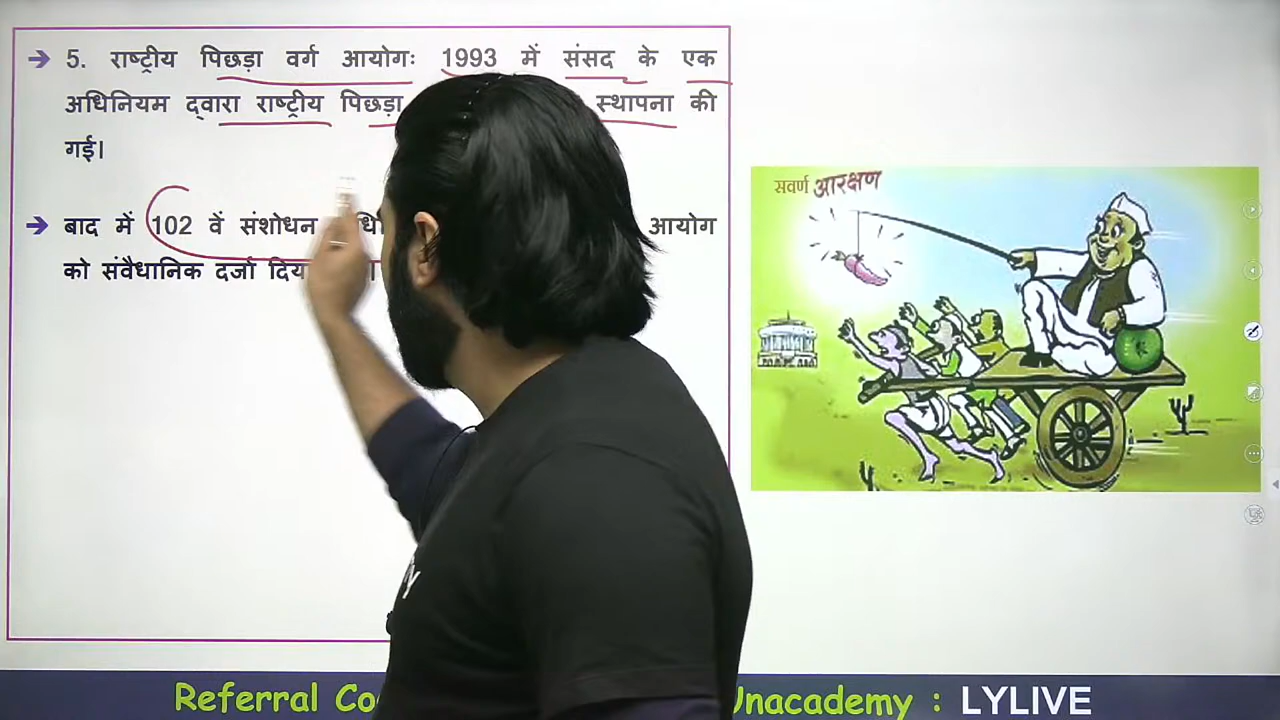 5. राष्ट्रीय पिछड़ा वर्ग आयोगः 1993 में संसद के एक
अधिनियम द्वारा राष्ट्रीय पिछड़ा स्थापना की
गई।
बाद में 102 वें संशोधन आयोग
को संवैधानिक दर्जा
सवर्ण आरक्षण
Referral Unacademy : LYLIVE